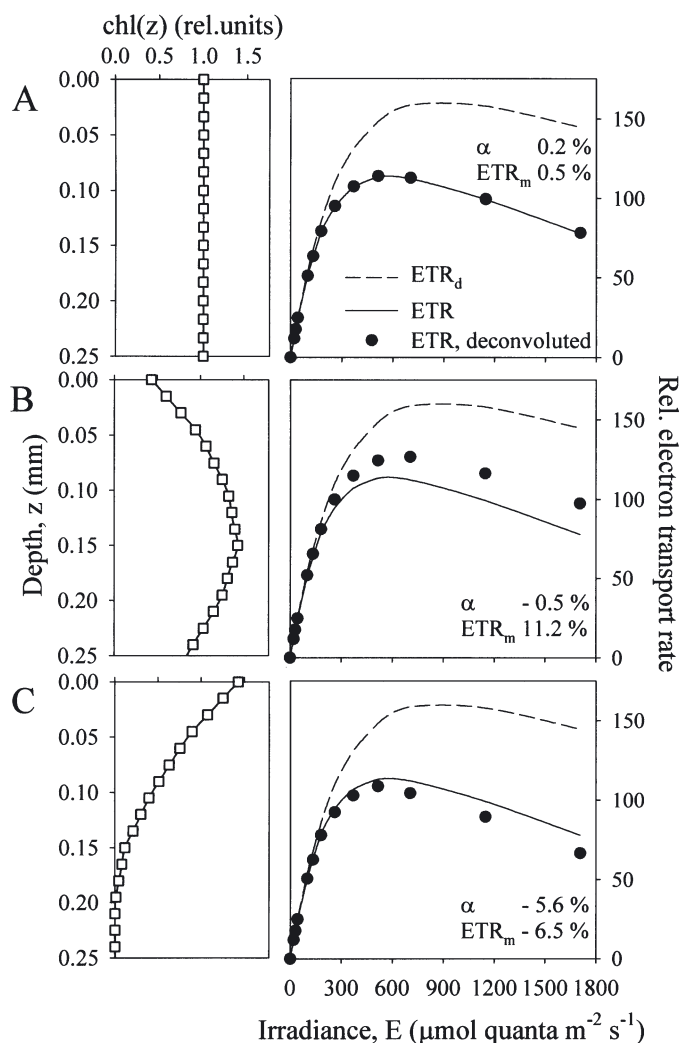 chl(z) (rel.units)
0.0 0.5 1.0 1.5
A
0.00
0.05
0.10
0.15
0.20
0.25
150
100
50
0
α 0.2 %
ETRm 0.5 %
ETRd
ETR
ETR, deconvoluted
B
0.00
0.05
0.10
0.15
0.20
0.25
150
100
50
0
α - 0.5 %
ETRm 11.2 %
Depth, z (mm)
Rel. electron transport rate
C
0.00
0.05
0.10
0.15
0.20
0.25
150
100
50
0
α - 5.6 %
ETRm - 6.5 %
0 300 600 900 1200 1500 1800
Irradiance, E (μmol quanta m⁻² s⁻¹)